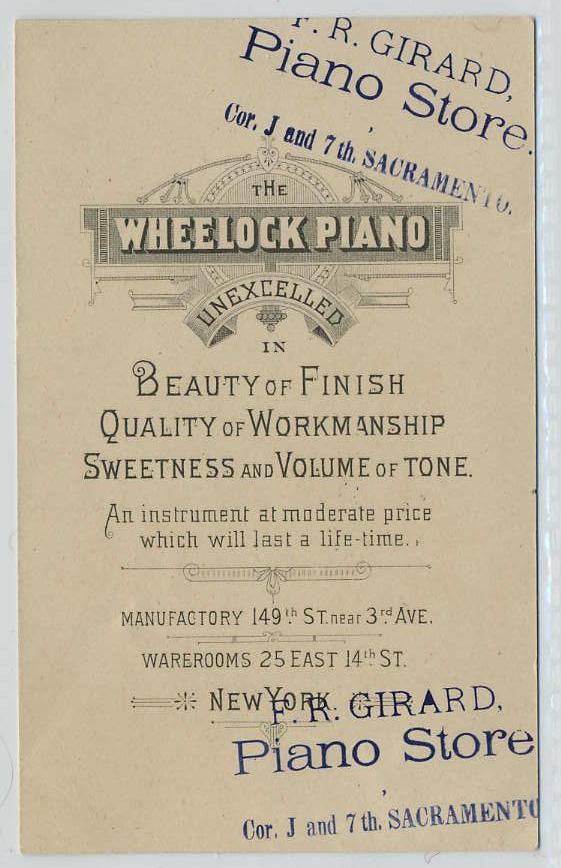 F. R. GIRARD,
Piano Store.
Cor. J and 7th, SACRAMENTO.
THE
WHEELOCK PIANO
UNEXCELLED
IN
BEAUTY OF FINISH
QUALITY OF WORKMANSHIP
SWEETNESS AND VOLUME OF TONE.
An instrument at moderate price
which will last a life-time.
MANUFACTORY 149th ST. near 3rd AVE.
WAREROOMS 25 EAST 14th ST.
NEW YORK.
F. R. GIRARD,
Piano Store
Cor. J and 7th, SACRAMENTO